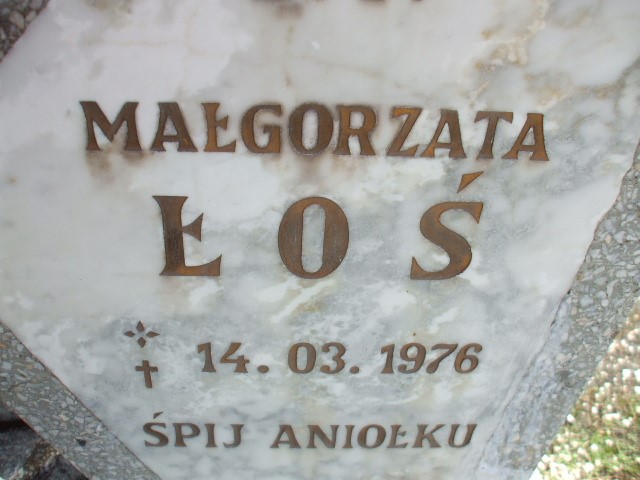 MAŁGORZATA
ŁOŚ
14.03.1976
ŚPIJ ANIOŁKU